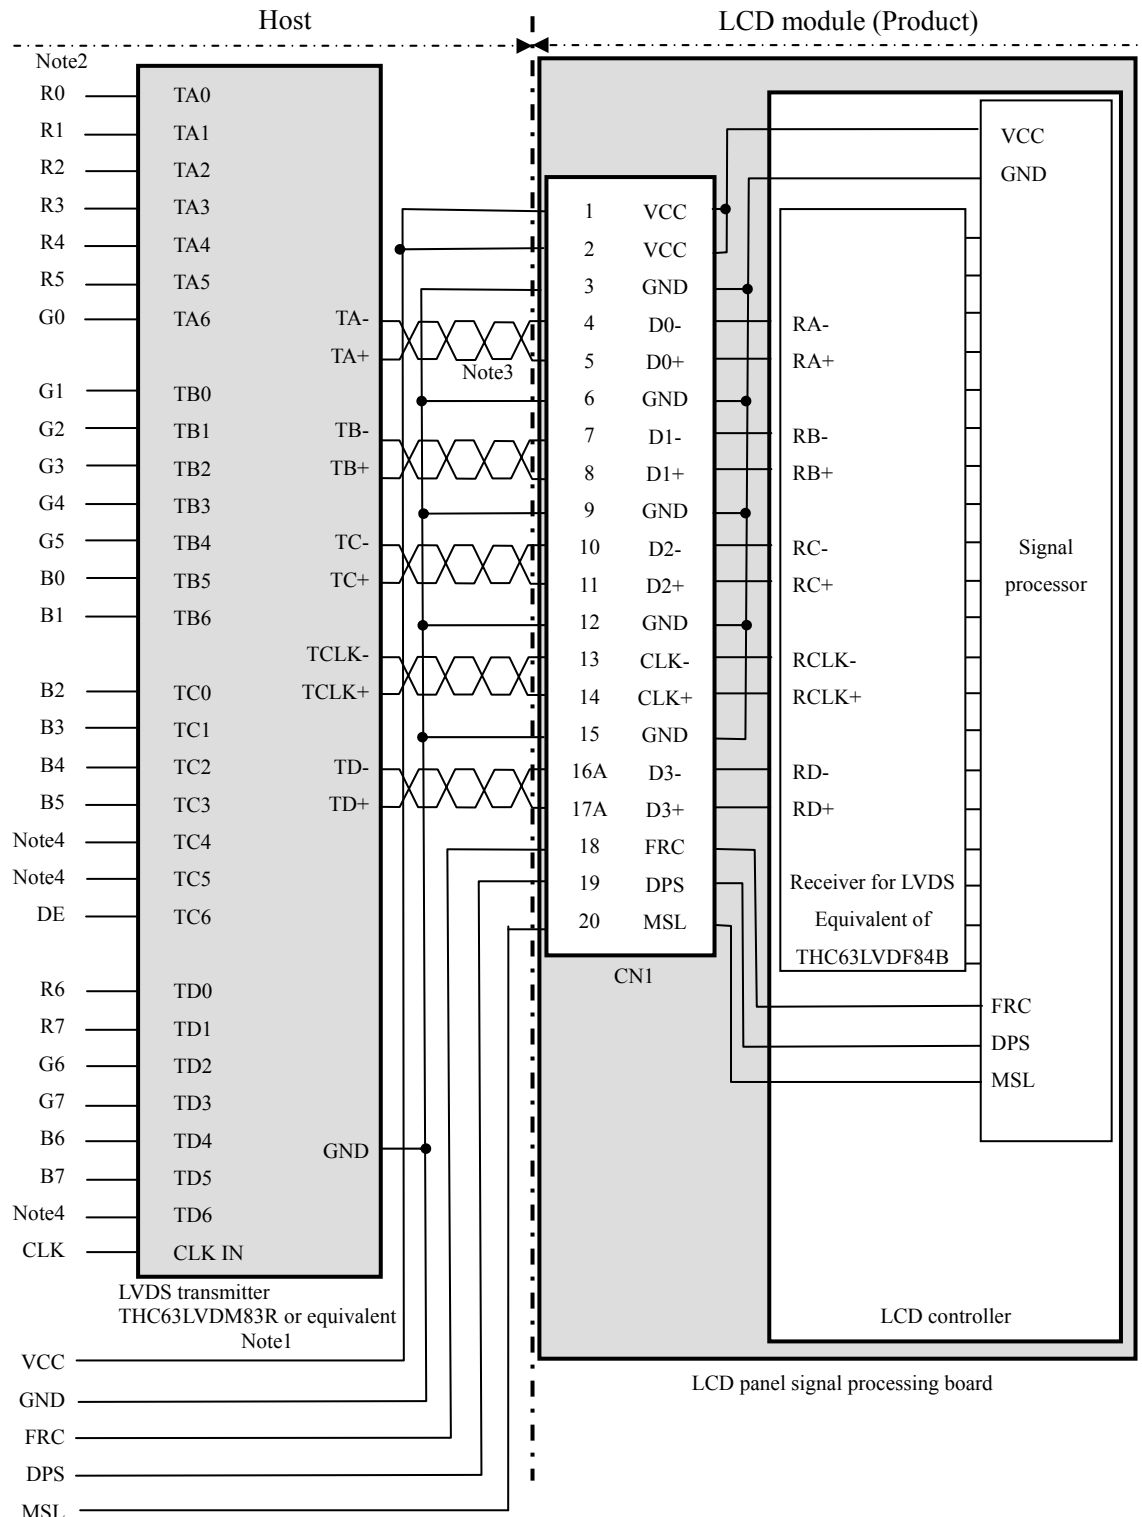 Host
LCD module (Product)
Note2
R0 TA0
R1 TA1
R2 TA2
R3 TA3
R4 TA4
R5 TA5
G0 TA6 TA-
TA+
Note3
G1 TB0
G2 TB1 TB-
G3 TB2 TB+
G4 TB3
G5 TB4 TC-
B0 TB5 TC+
B1 TB6
TCLK-
B2 TC0 TCLK+
B3 TC1
B4 TC2 TD-
B5 TC3 TD+
Note4 TC4
Note4 TC5
DE TC6
R6 TD0
R7 TD1
G6 TD2
G7 TD3
B6 TD4 GND
B7 TD5
Note4 TD6
CLK CLK IN
LVDS transmitter
THC63LVDM83R or equivalent
Note1
VCC
GND
FRC
DPS
MSL
1 VCC
2 VCC
3 GND
4 D0-
5 D0+
6 GND
7 D1-
8 D1+
9 GND
10 D2-
11 D2+
12 GND
13 CLK-
14 CLK+
15 GND
16A D3-
17A D3+
18 FRC
19 DPS
20 MSL
CN1
RA-
RA+
RB-
RB+
RC-
RC+
RCLK-
RCLK+
RD-
RD+
Receiver for LVDS
Equivalent of
THC63LVDF84B
VCC
GND
Signal
processor
FRC
DPS
MSL
LCD controller
LCD panel signal processing board